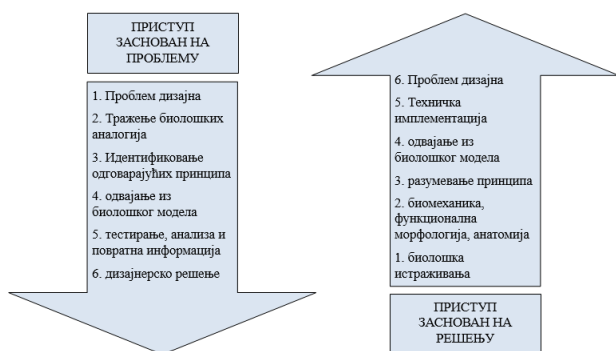 ПРИСТУП
ЗАСНОВАН НА
ПРОБЛЕМУ
1. Проблем дизајна
2. Тражење биолошких
аналогија
3. Идентификовање
одговарајућих принципа
4. одвајање из
биолошког модела
5. тестирање, анализа и
повратна информација
6. дизајнерско решење
6. Проблем дизајна
5. Техничка
имплементација
4. одвајање из
биолошког модела
3. разумевање принципа
2. биомеханика,
функционална
морфологија, анатомија
1. биолошка
истраживања
ПРИСТУП
ЗАСНОВАН НА
РЕШЕЊУ